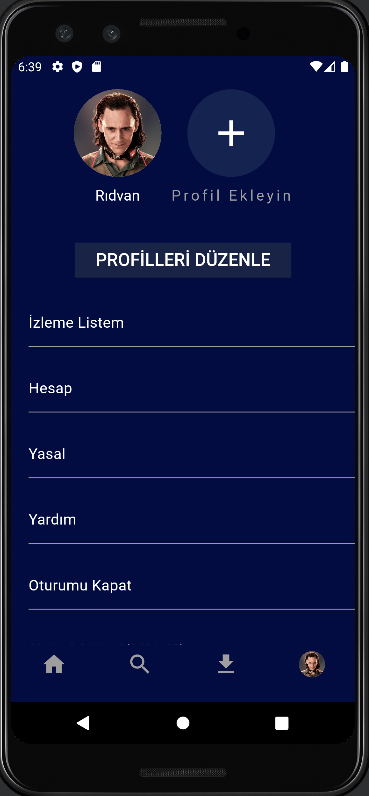 6:39
Rıdvan
Profil Ekleyin
PROFİLLERİ DÜZENLE
İzleme Listem
Hesap
Yasal
Yardım
Oturumu Kapat